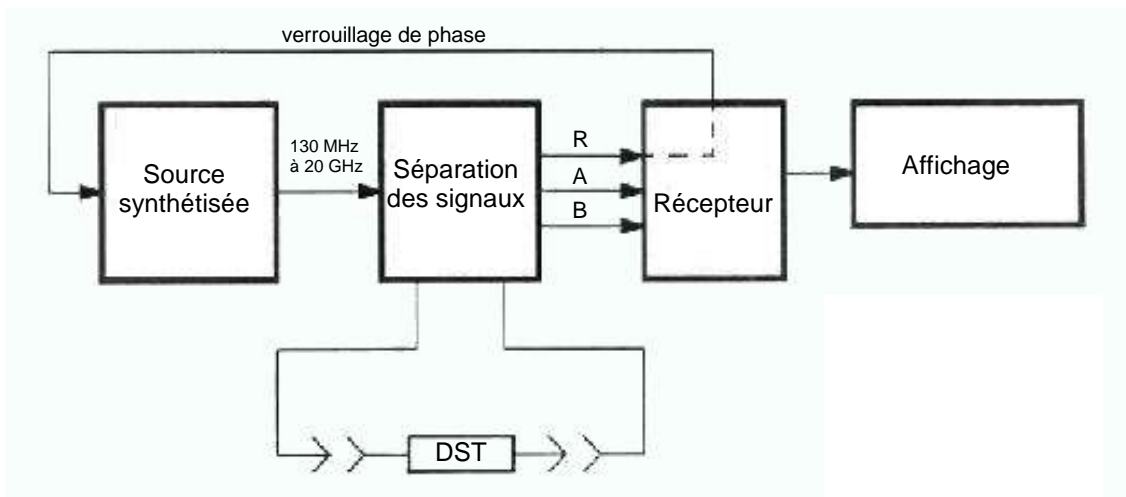 verrouillage de phase
Source
synthétisée
130 MHz
à 20 GHz
Séparation
des signaux
R
A
B
Récepteur
Affichage
DST